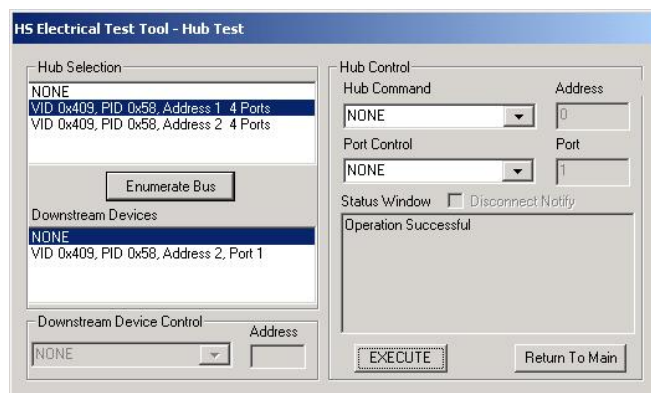 HS Electrical Test Tool - Hub Test
Hub Selection
NONE
VID 0x409, PID 0x58, Address 1 4 Ports
VID 0x409, PID 0x58, Address 2 4 Ports
Enumerate Bus
Downstream Devices
NONE
VID 0x409, PID 0x58, Address 2, Port 1
Downstream Device Control
Address
NONE
Hub Control
Hub Command
Address
NONE
0
Port Control
Port
NONE
1
Status Window
Disconnect Notify
Operation Successful
EXECUTE
Return To Main